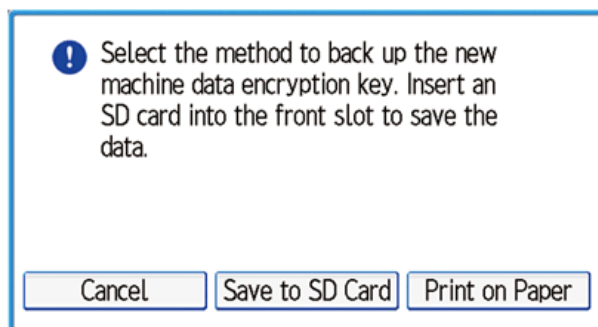 Select the method to back up the new
machine data encryption key. Insert an
SD card into the front slot to save the
data.
Cancel
Save to SD Card
Print on Paper